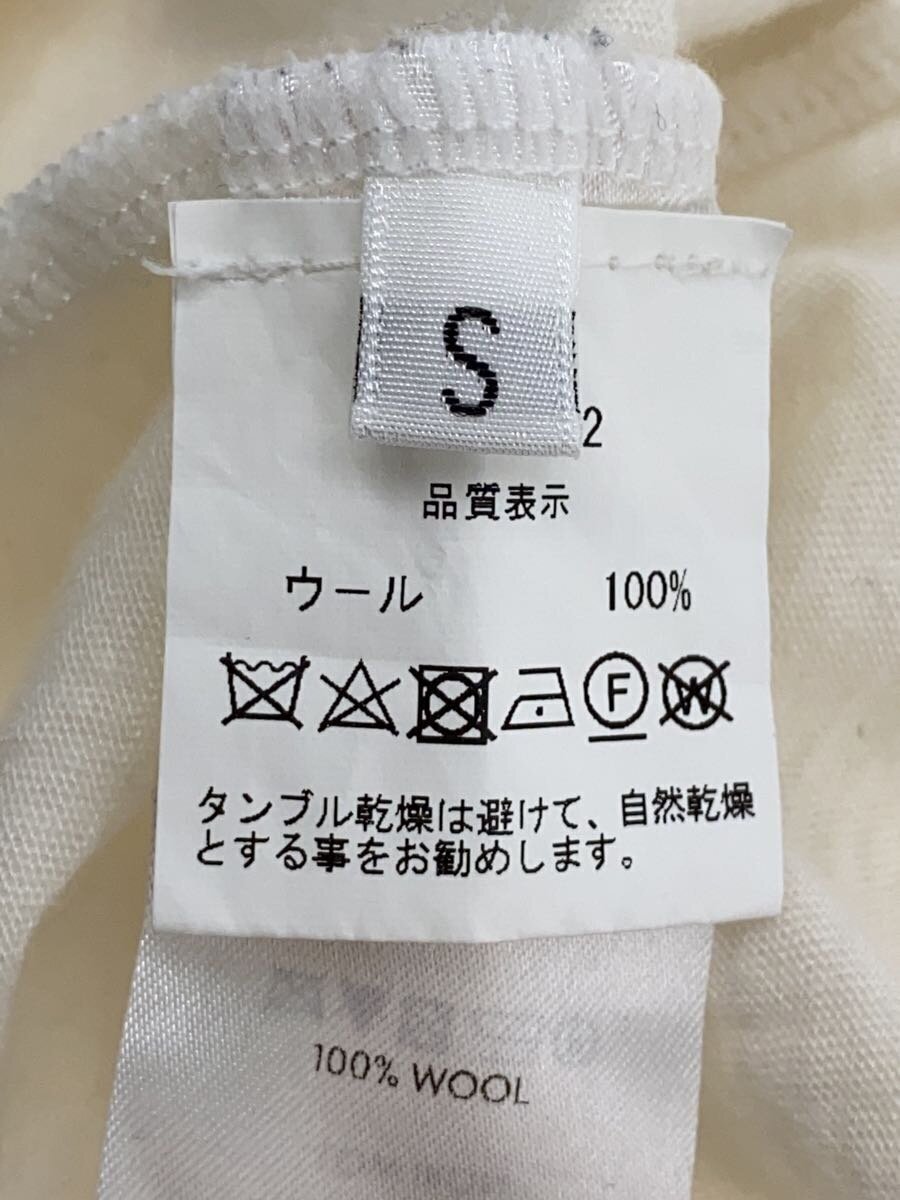 S
2
品質表示
ウール 100%
F W
タンブル乾燥は避けて、自然乾燥
とする事をお勧めします。
100% WOOL